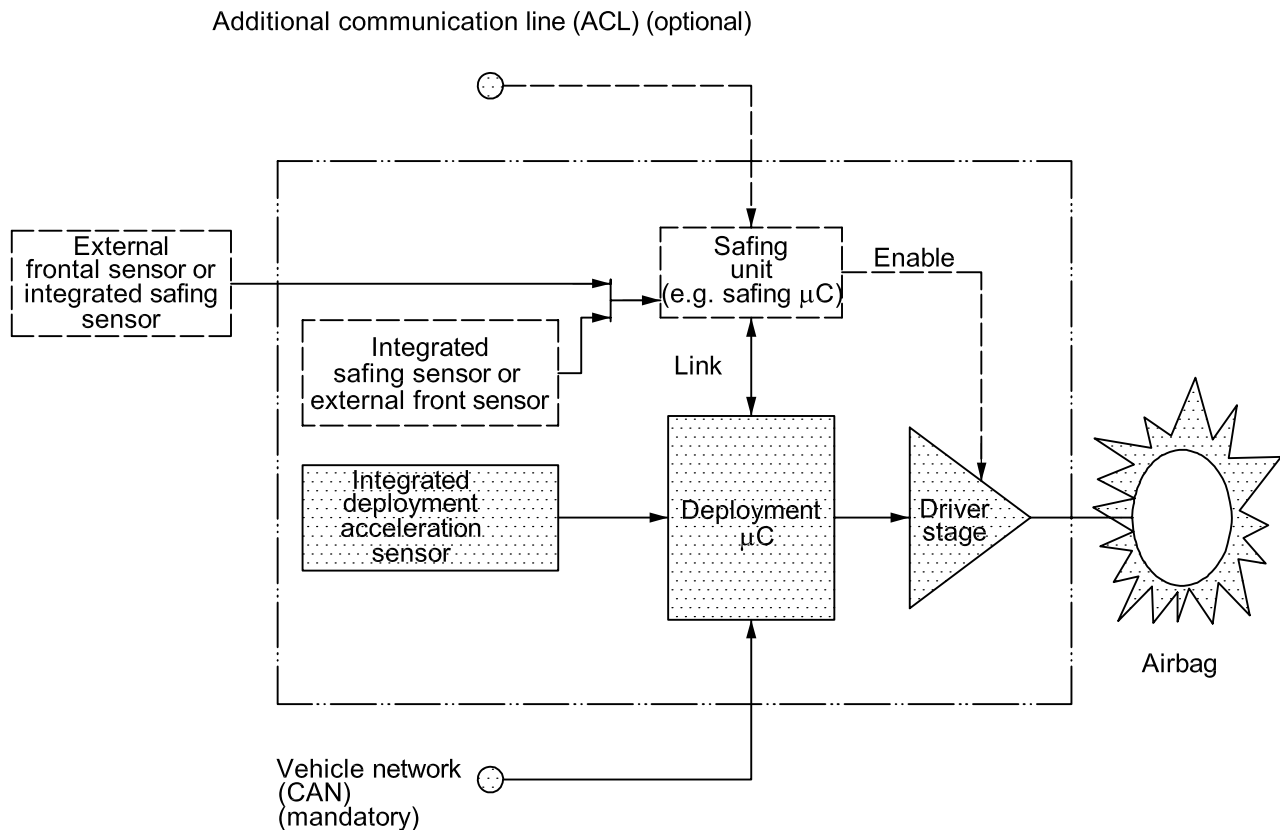 Additional communication line (ACL) (optional)
External
frontal sensor or
integrated safing
sensor
Safing
unit
(e.g. safing μC)
Enable
Integrated
safing sensor or
external front sensor
Link
Integrated
deployment
acceleration
sensor
Deployment
μC
Driver
stage
Airbag
Vehicle network
(CAN)
(mandatory)